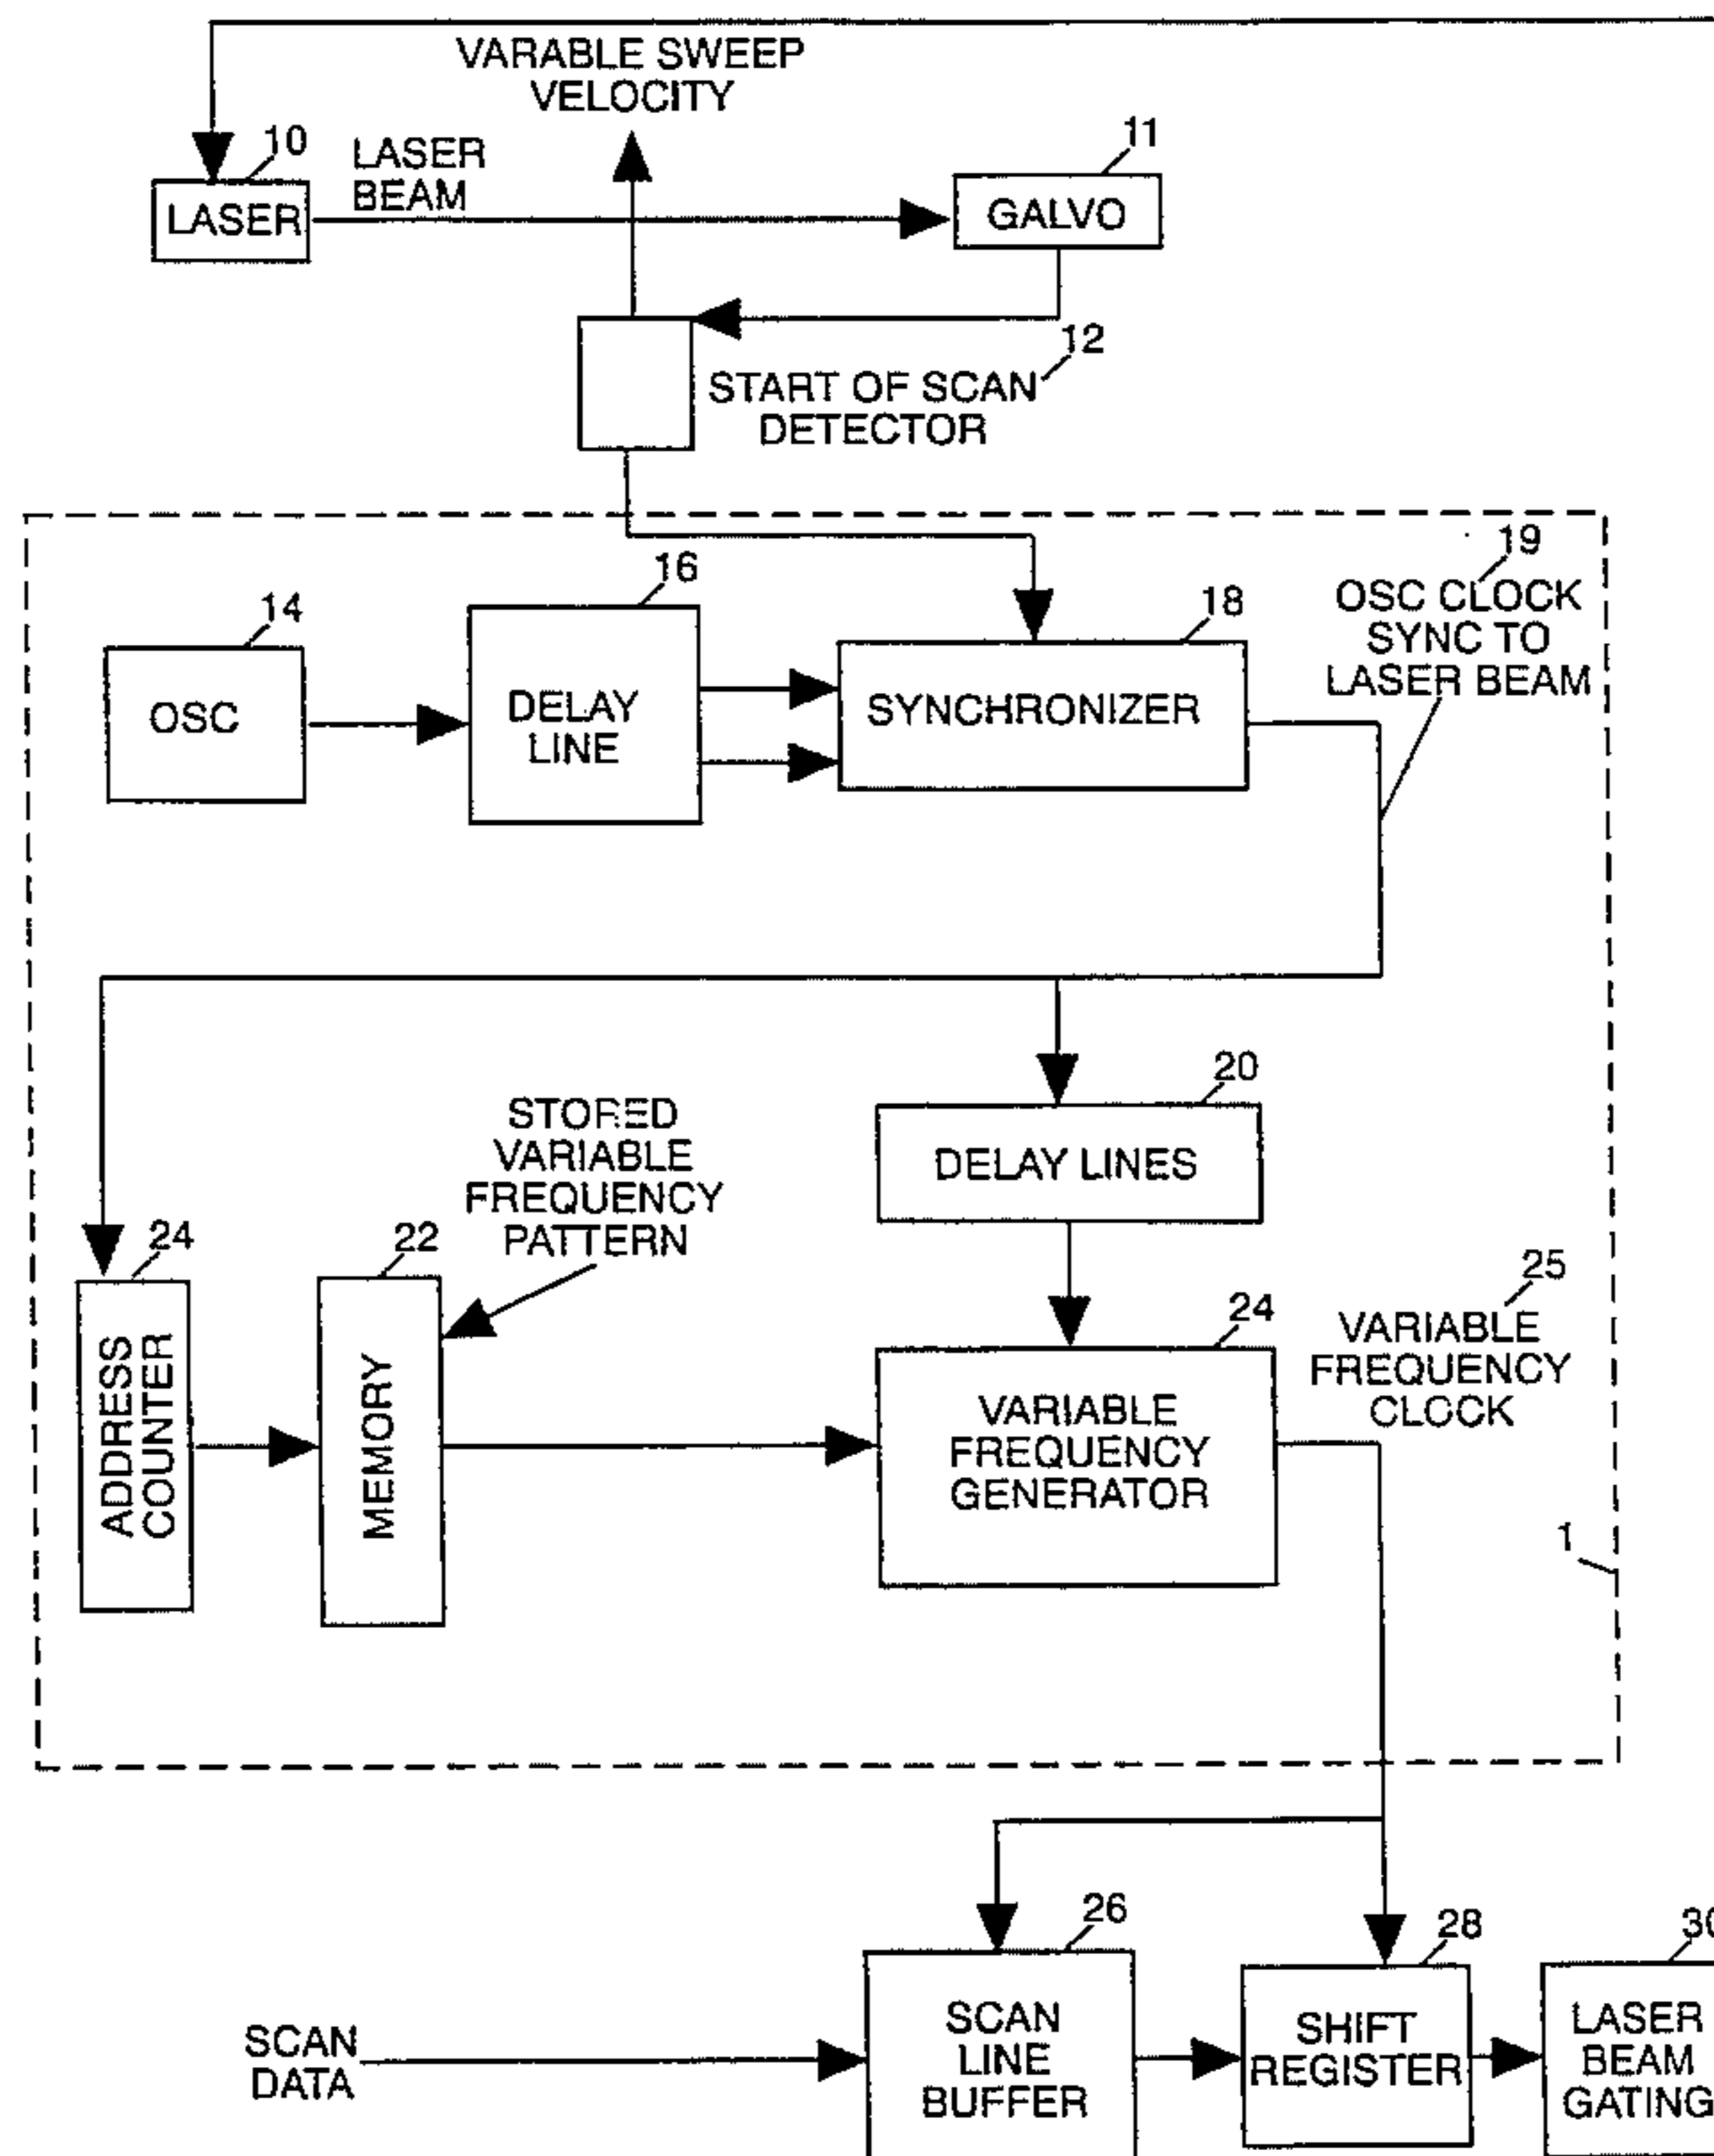 VARABLE SWEEP
VELOCITY
10
LASER
BEAM
11
LASER
GALVO
12
START OF SCAN
DETECTOR
19
16
OSC CLOCK
SYNC TO
LASER BEAM
14
18
OSC
DELAY
LINE
SYNCHRONIZER
20
STORED
VARIABLE
FREQUENCY
PATTERN
DELAY LINES
24
22
25
24
VARIABLE
FREQUENCY
CLOCK
ADDRESS
COUNTER
MEMORY
VARIABLE
FREQUENCY
GENERATOR
1
26
28
30
SCAN
DATA
SCAN
LINE
BUFFER
SHIFT
REGISTER
LASER
BEAM
GATING